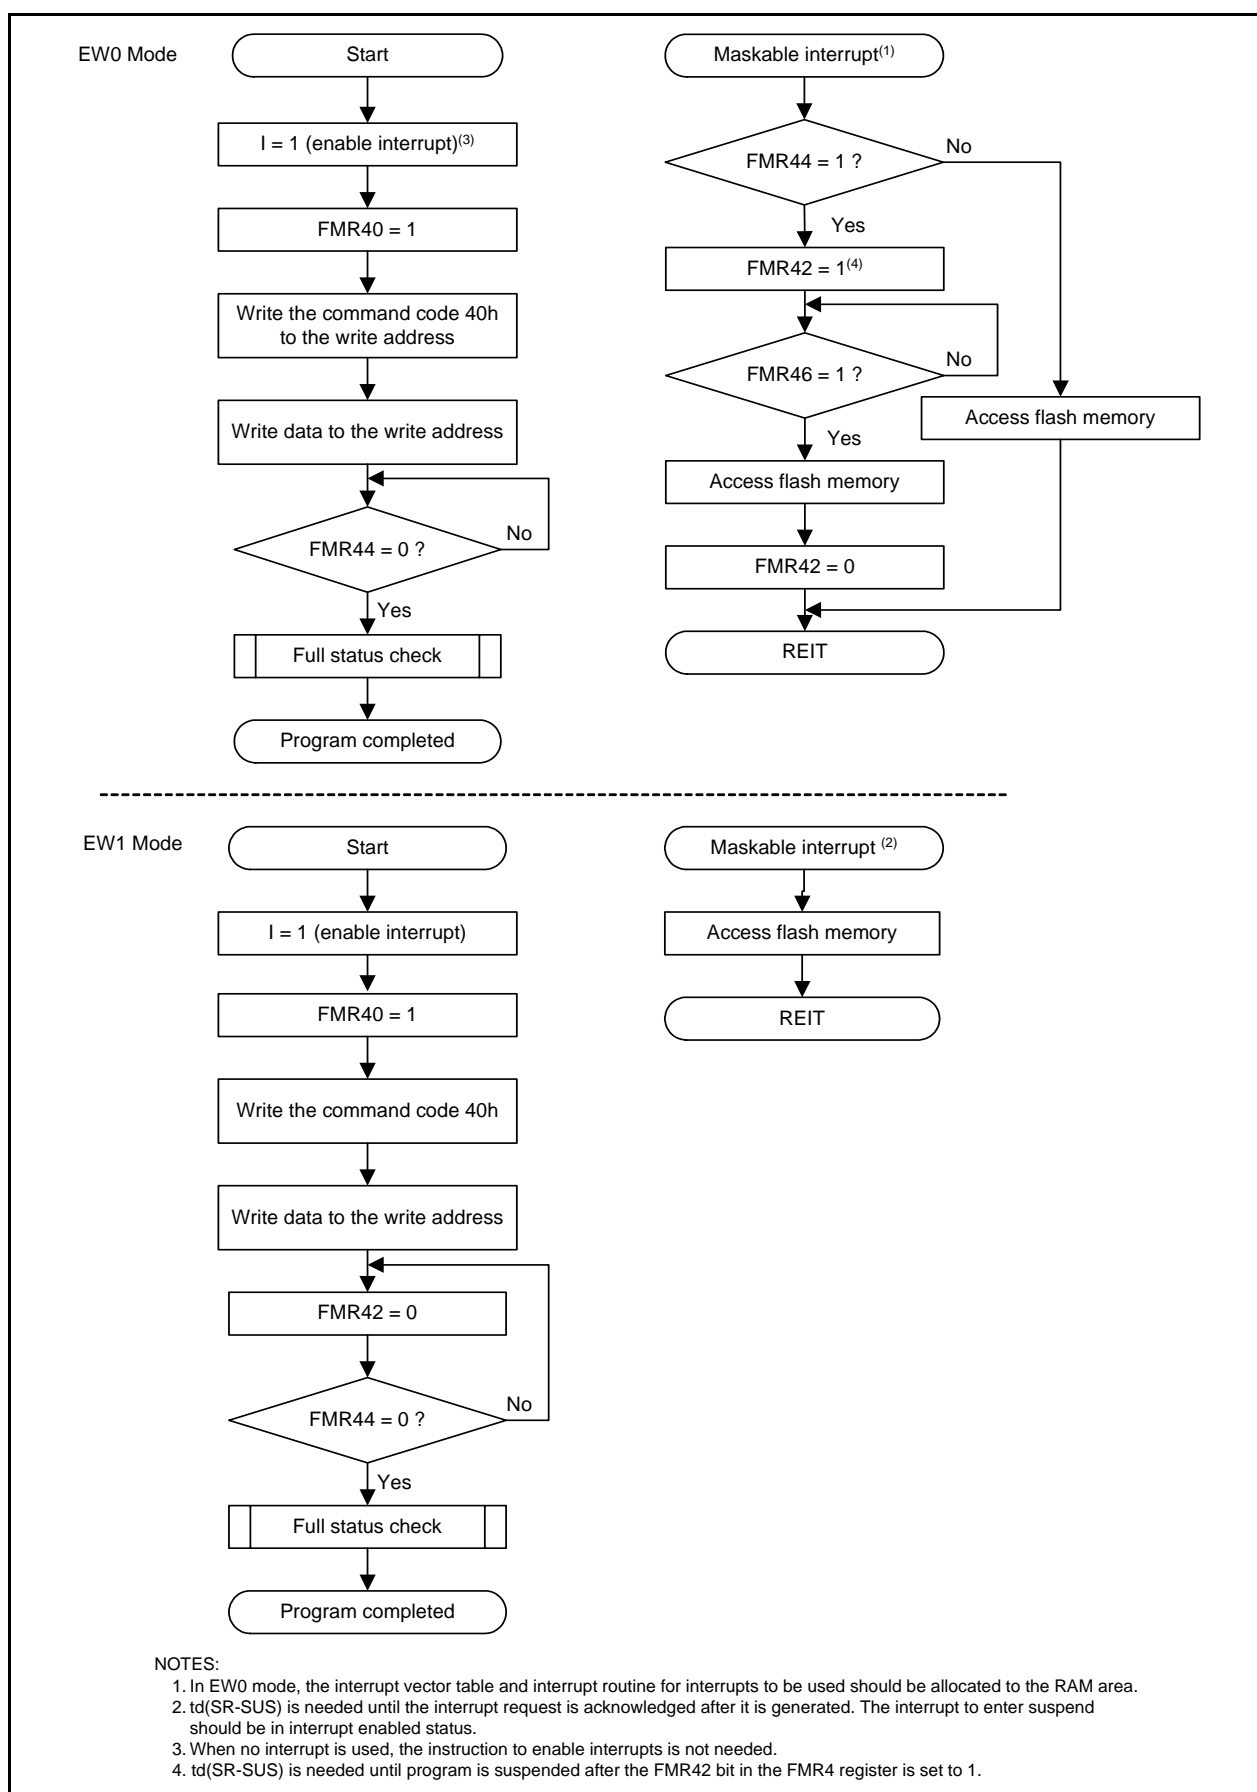 EW0 Mode
Start
I = 1 (enable interrupt)(3)
FMR40 = 1
Write the command code 40h
to the write address
Write data to the write address
FMR44 = 0 ?
No
Yes
Full status check
Program completed
Maskable interrupt(1)
FMR44 = 1 ?
No
Yes
FMR42 = 1(4)
FMR46 = 1 ?
No
Yes
Access flash memory
Access flash memory
FMR42 = 0
REIT
EW1 Mode
Start
I = 1 (enable interrupt)
FMR40 = 1
Write the command code 40h
Write data to the write address
FMR42 = 0
FMR44 = 0 ?
No
Yes
Full status check
Program completed
Maskable interrupt (2)
Access flash memory
REIT
NOTES:
1. In EW0 mode, the interrupt vector table and interrupt routine for interrupts to be used should be allocated to the RAM area.
2. td(SR-SUS) is needed until the interrupt request is acknowledged after it is generated. The interrupt to enter suspend
should be in interrupt enabled status.
3. When no interrupt is used, the instruction to enable interrupts is not needed.
4. td(SR-SUS) is needed until program is suspended after the FMR42 bit in the FMR4 register is set to 1.